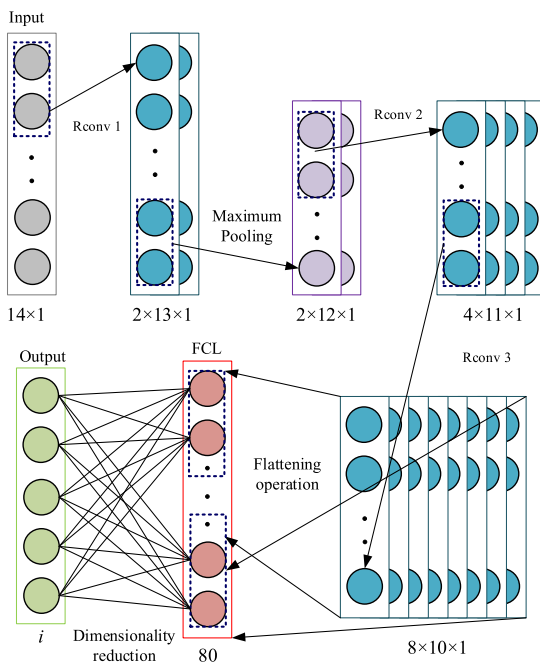 Input
Rconv 1
Rconv 2
Maximum
Pooling
14×1
2×13×1
2×12×1
4×11×1
Output
FCL
Rconv 3
Flattening
operation
i
Dimensionality
reduction
80
8×10×1